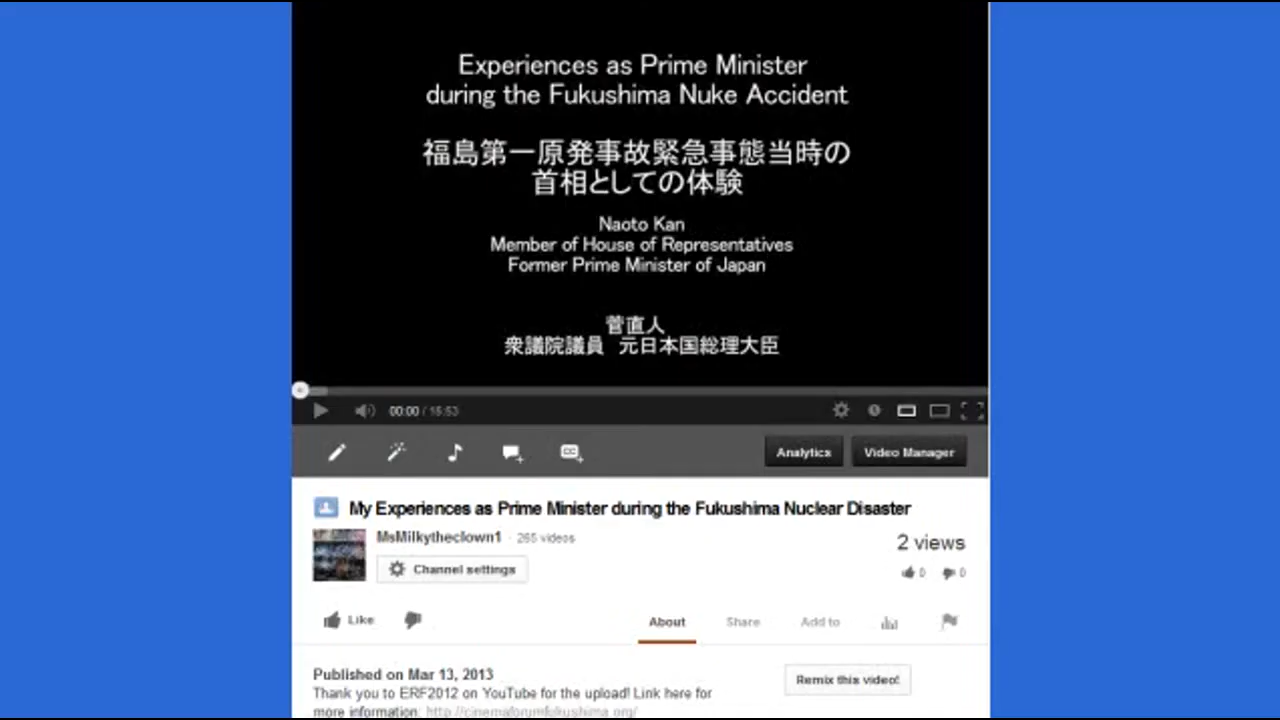 Experiences as Prime Minister
during the Fukushima Nuke Accident
福島第一原発事故緊急事態当時の
首相としての体験
Naoto Kan
Member of House of Representatives
Former Prime Minister of Japan
菅直人
衆議院議員 元日本国総理大臣
00:00 / 15:53
Analytics
Video Manager
My Experiences as Prime Minister during the Fukushima Nuclear Disaster
MsMilkytheclown1 · 265 videos
2 views
Channel settings
0 0
Like
About
Share
Add to
Published on Mar 13, 2013
Remix this video!
Thank you to ERF2012 on YouTube for the upload! Link here for
more information: http://cinemaforumfukushima.org/